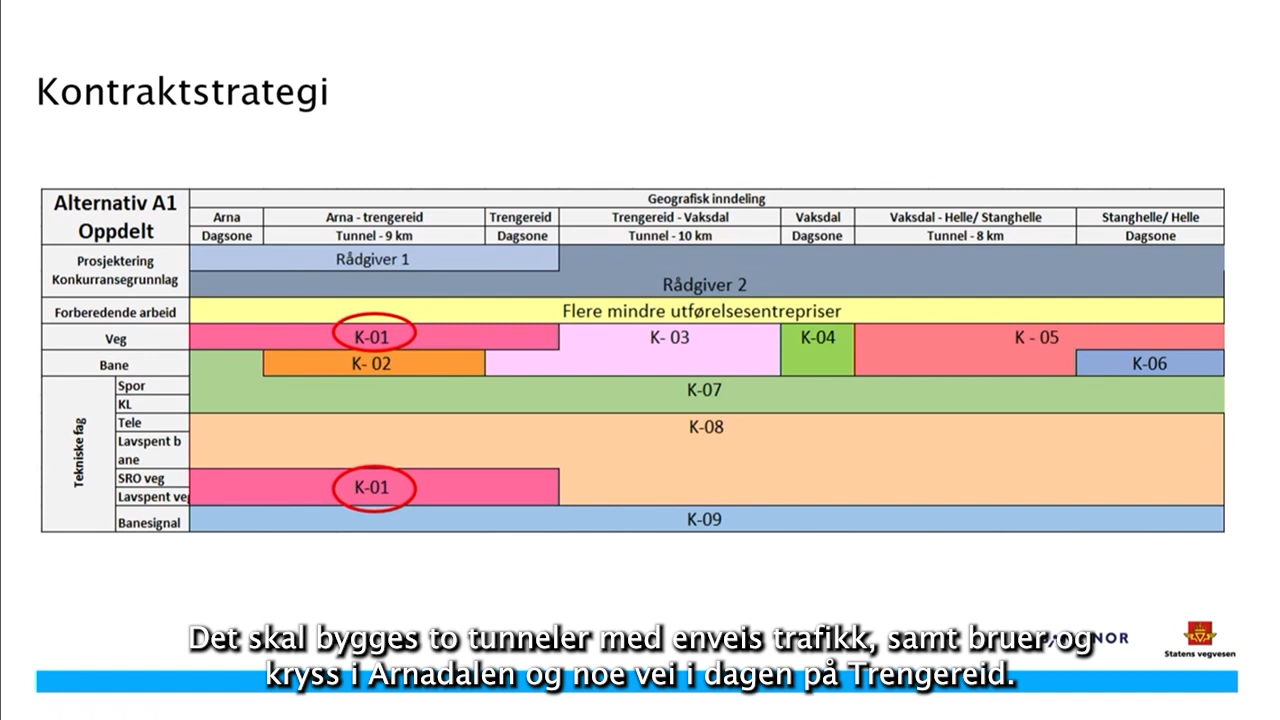 Kontraktstrategi
Alternativ A1
Oppdelt
Geografisk inndeling
Arna
Arna - trengereid
Trengereid
Trengereid - Vaksdal
Vaksdal
Vaksdal - Helle/ Stanghelle
Stanghelle/ Helle
Dagsone
Tunnel - 9 km
Dagsone
Tunnel - 10 km
Dagsone
Tunnel - 8 km
Dagsone
Prosjektering
Konkurransegrunnlag
Rådgiver 1
Rådgiver 2
Forberedende arbeid
Flere mindre utførelsesentrepriser
Veg
K-01
K- 03
K-04
K - 05
Bane
K- 02
K-06
Tekniske fag
Spor
KL
K-07
Tele
Lavspent b
ane
K-08
SRO veg
Lavspent veg
K-01
Banesignal
K-09
NOR
Statens vegvesen
Det skal bygges to tunneler med enveis trafikk, samt bruer og
kryss i Arnadalen og noe vei i dagen på Trengereid.